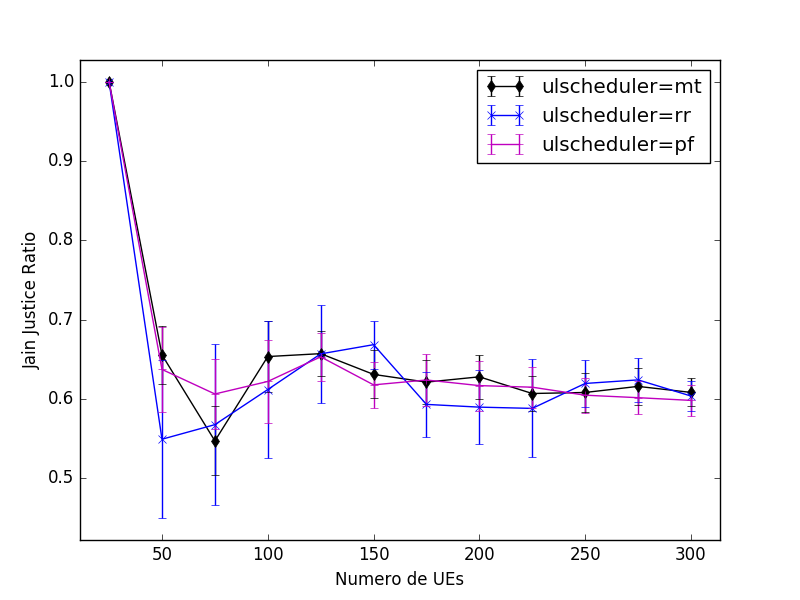 ulscheduler=mt
ulscheduler=rr
ulscheduler=pf
1.0
0.9
0.8
0.7
0.6
0.5
Jain Justice Ratio
50 100 150 200 250 300
Numero de UEs